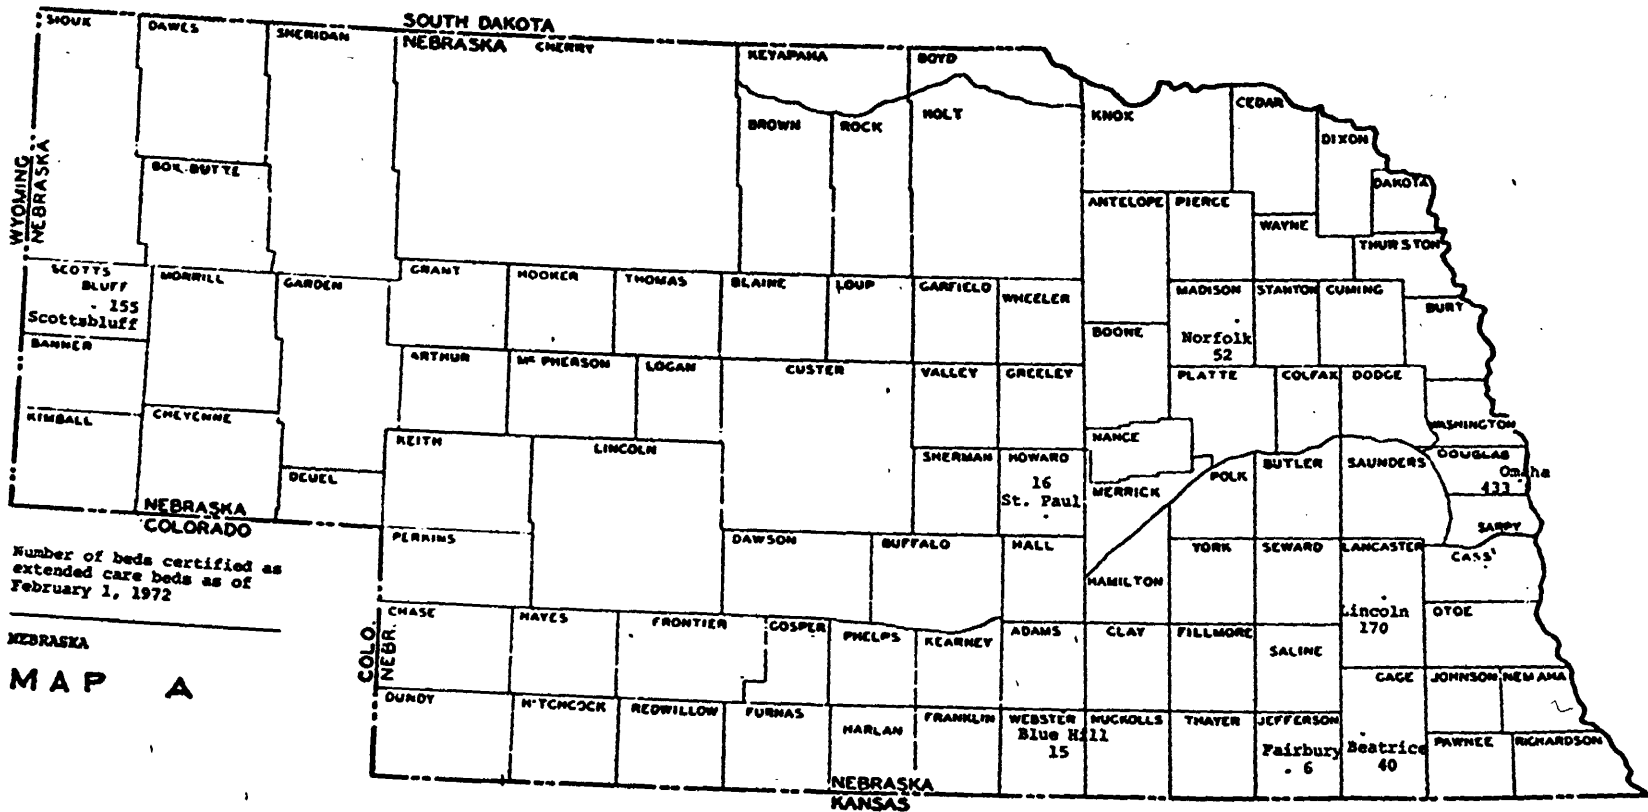 SOUTH DAKOTA
NEBRASKA
SIOUX
DAWES
SHERIDAN
CHERRY
KEYAPAHA
BOYD
BROWN
ROCK
HOLT
KNOX
CEDAR
DIXON
DAKOTA
WYOMING
NEBRASKA
BOX-BUTTE
ANTELOPE
PIERCE
WAYNE
THURSTON
SCOTTS
BLUFF
155
Scottsbluff
MORRILL
GARDEN
GRANT
HOOKER
THOMAS
BLAINE
LOUP
GARFIELD
WHEELER
MADISON
Norfolk
52
STANTON
CUMING
BURT
BANNER
ARTHUR
Mc PHERSON
LOGAN
CUSTER
VALLEY
GREELEY
BOONE
PLATTE
COLFAX
DODGE
WASHINGTON
KIMBALL
CHEYENNE
DEUEL
KEITH
LINCOLN
SHERMAN
HOWARD
16
St. Paul
NANCE
MERRICK
POLK
BUTLER
SAUNDERS
DOUGLAS
Omaha
433
SARPY
NEBRASKA
COLORADO
PERKINS
DAWSON
BUFFALO
HALL
HAMILTON
YORK
SEWARD
LANCASTER
Lincoln
170
CASS
OTOE
Number of beds certified as
extended care beds as of
February 1, 1972
NEBRASKA
MAP A
COLO.
NEBR.
CHASE
HAYES
FRONTIER
GOSPER
PHELPS
KEARNEY
ADAMS
CLAY
FILLMORE
SALINE
GAGE
JOHNSON
NEMAHA
DUNDY
HITCHCOCK
REDWILLOW
FURNAS
HARLAN
FRANKLIN
WEBSTER
Blue Hill
15
NUCKOLLS
THAYER
JEFFERSON
Fairbury
6
Beatrice
40
PAWNEE
RICHARDSON
NEBRASKA
KANSAS